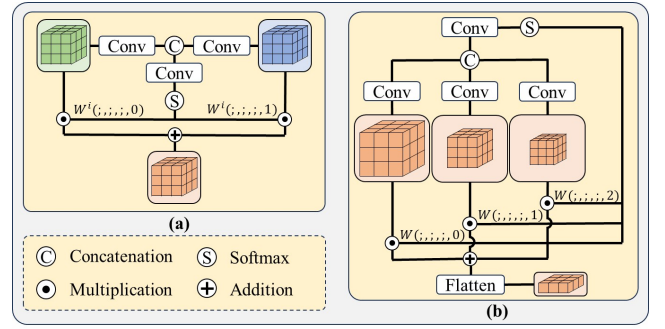 Conv
C
Conv
Conv
S
W^i(;,;,;,0)
W^i(;,;,;,1)
+
(a)
C Concatenation
S Softmax
Multiplication
+ Addition
Conv
S
C
Conv
Conv
Conv
W(;,;,;,2)
W(;,;,;,1)
W(;,;,;,0)
+
Flatten
(b)